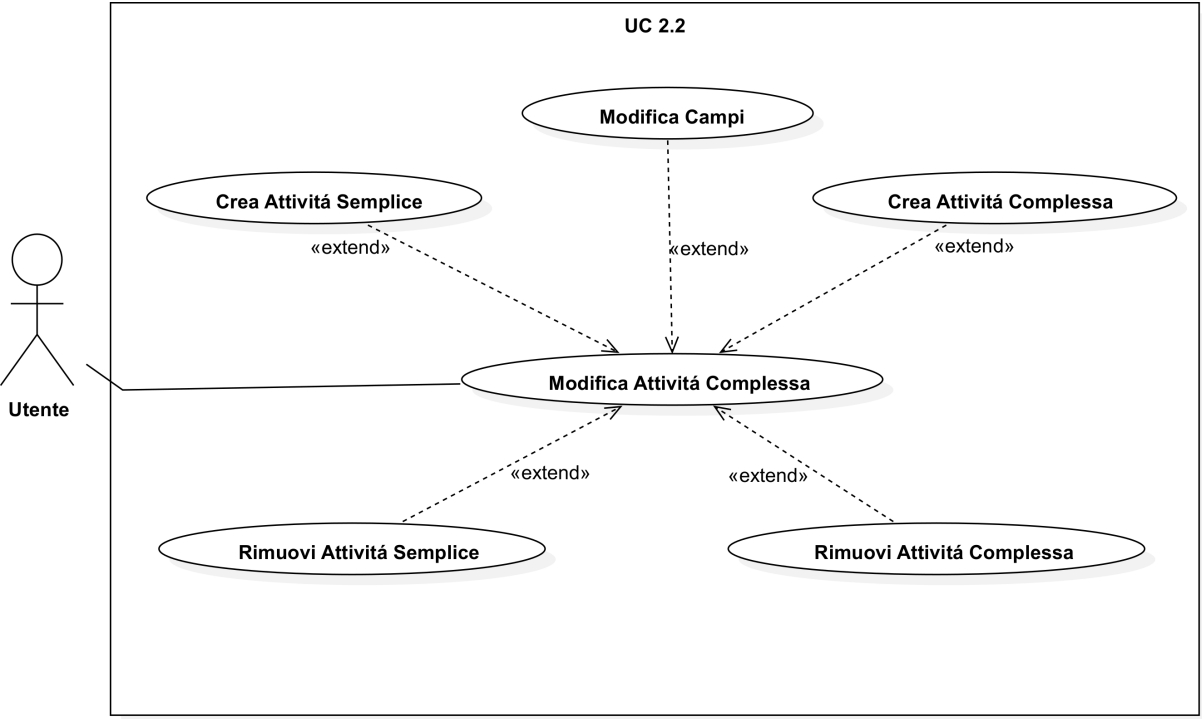 UC 2.2
Modifica Campi
Crea Attivitá Semplice
Crea Attivitá Complessa
«extend»
«extend»
«extend»
Modifica Attivitá Complessa
Utente
«extend»
«extend»
Rimuovi Attivitá Semplice
Rimuovi Attivitá Complessa